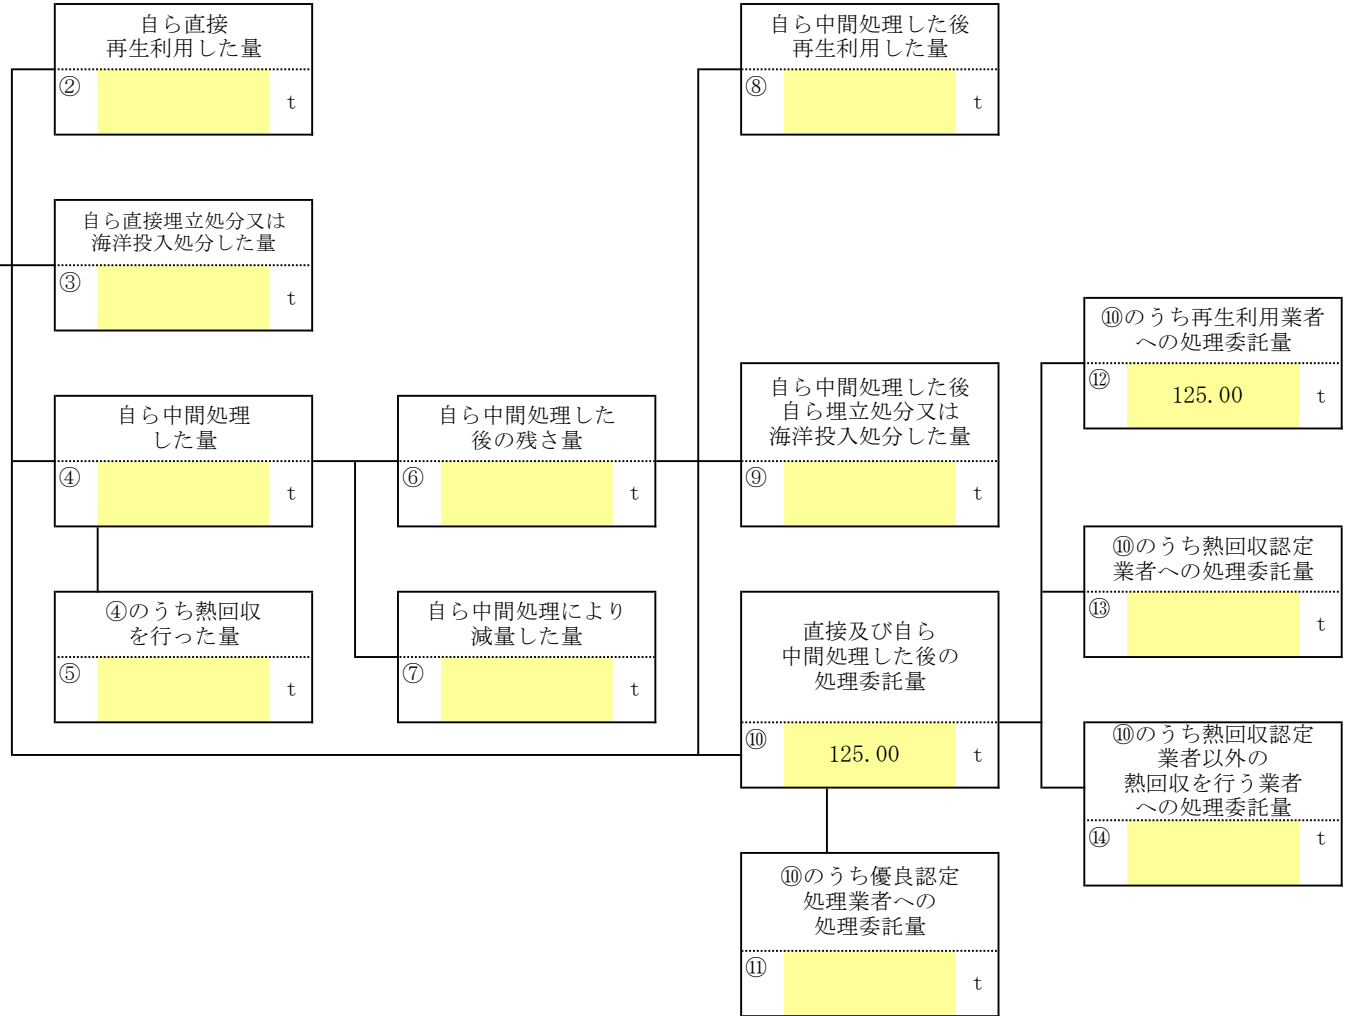 自ら直接
再生利用した量
②
t
自ら中間処理した後
再生利用した量
⑧
t
自ら直接埋立処分又は
海洋投入処分した量
③
t
⑩のうち再生利用業者
への処理委託量
⑫
125.00
t
自ら中間処理
した量
④
t
自ら中間処理した
後の残さ量
⑥
t
自ら中間処理した後
自ら埋立処分又は
海洋投入処分した量
⑨
t
⑩のうち熱回収認定
業者への処理委託量
⑬
t
④のうち熱回収
を行った量
⑤
t
自ら中間処理により
減量した量
⑦
t
直接及び自ら
中間処理した後の
処理委託量
⑩
125.00
t
⑩のうち熱回収認定
業者以外の
熱回収を行う業者
への処理委託量
⑭
t
⑩のうち優良認定
処理業者への
処理委託量
⑪
t